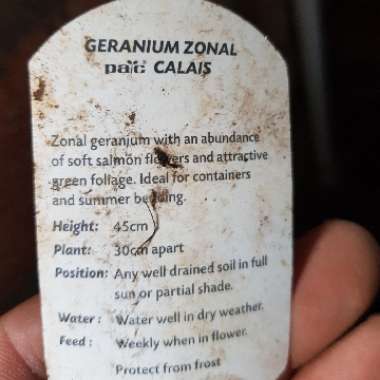 GERANIUM ZONAL
pac CALAIS
Zonal geranium with an abundance
of soft salmon flowers and attractive
green foliage. Ideal for containers
and summer bedding.
Height: 45cm
Plant: 30cm apart
Position: Any well drained soil in full
sun or partial shade.
Water : Water well in dry weather.
Feed : Weekly when in flower.
Protect from frost